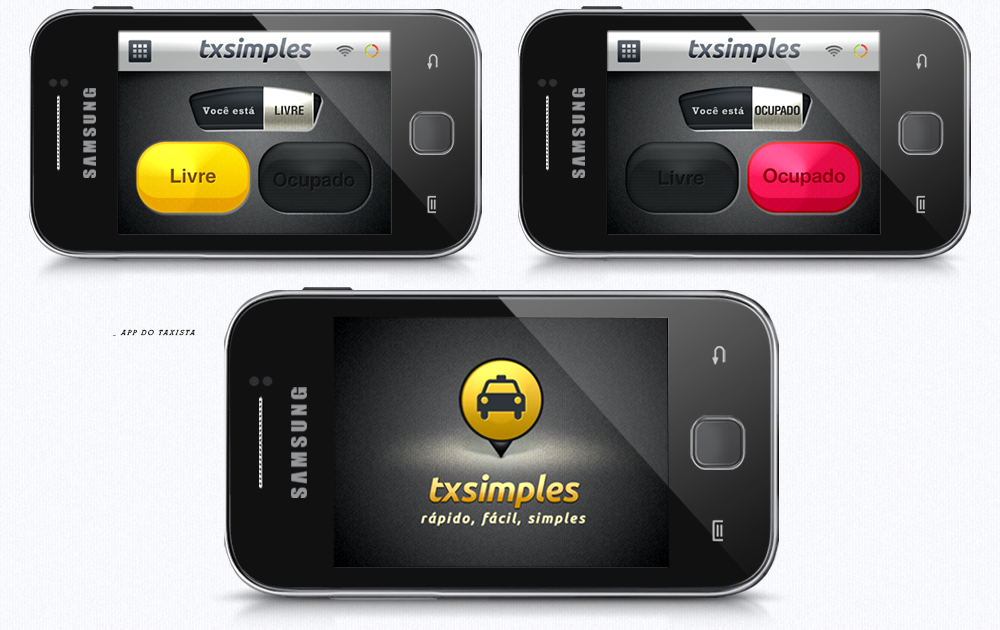 txsimples
Você está LIVRE
Livre
Ocupado
SAMSUNG
txsimples
Você está OCUPADO
Livre
Ocupado
SAMSUNG
_ APP DO TAXISTA
SAMSUNG
txsimples
rápido, fácil, simples